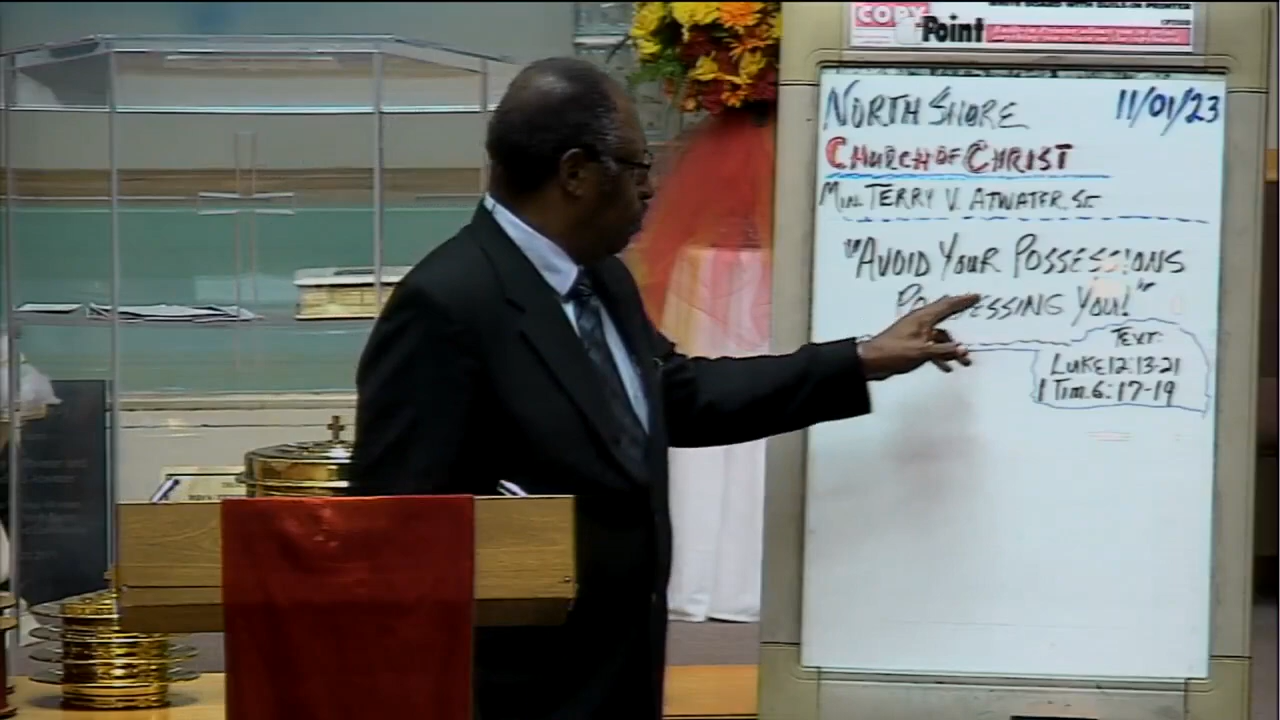 COPY
Point
NORTH SHORE 11/01/23
CHURCH OF CHRIST
MIN. TERRY V. ATWATER, Sr
"AVOID YOUR POSSESSIONS
POSSESSING YOU!"
TEXT:
LUKE 12:13-21
1 TIM. 6:17-19